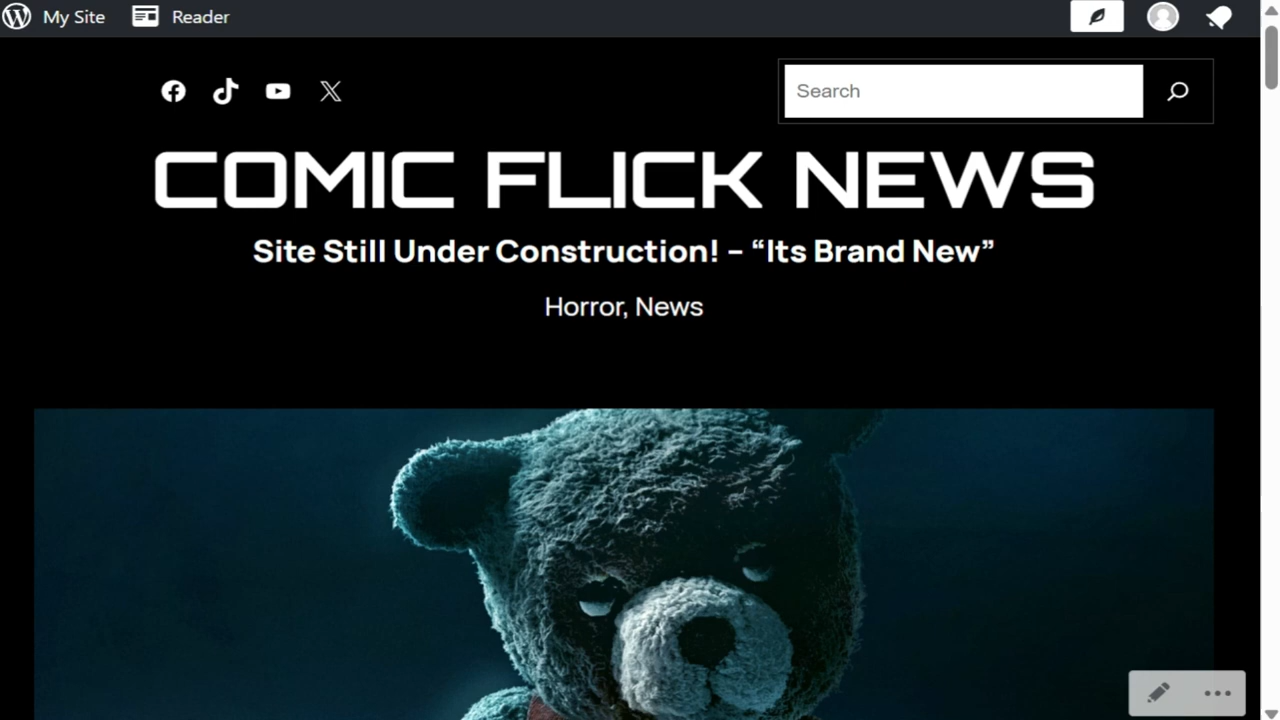 My Site Reader
Search
COMIC FLICK NEWS
Site Still Under Construction! – “Its Brand New”
Horror, News